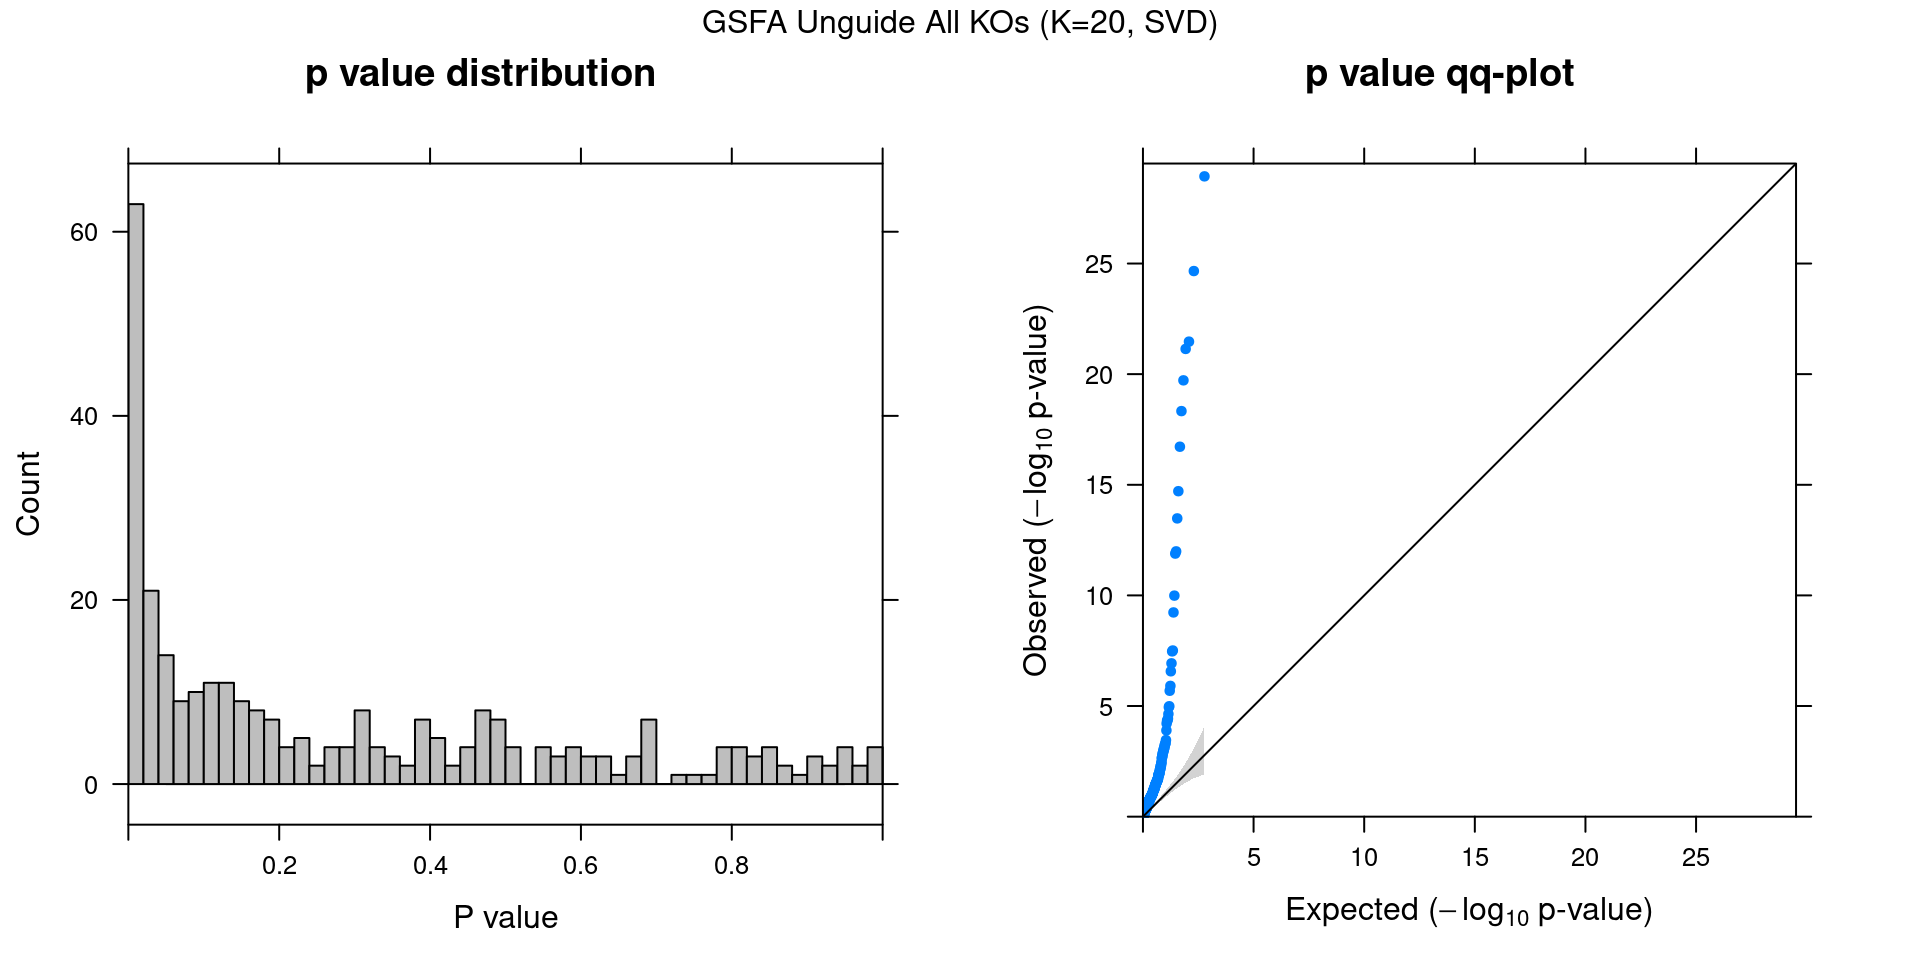 GSFA Unguide All KOs (K=20, SVD)
p value distribution
60
40
20
0
Count
0.2 0.4 0.6 0.8
P value
p value qq-plot
25
20
15
10
5
Observed (−log10 p-value)
5 10 15 20 25
Expected (−log10 p-value)